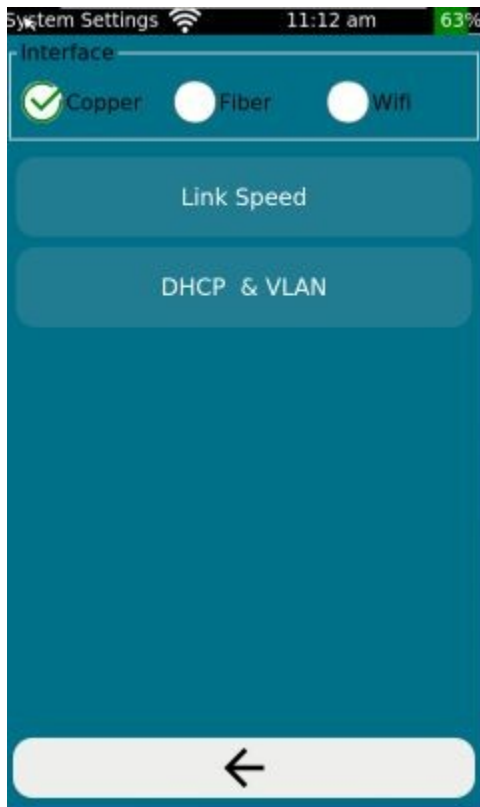 System Settings 11:12 am 63%
Interface
Copper Fiber Wifi
Link Speed
DHCP & VLAN